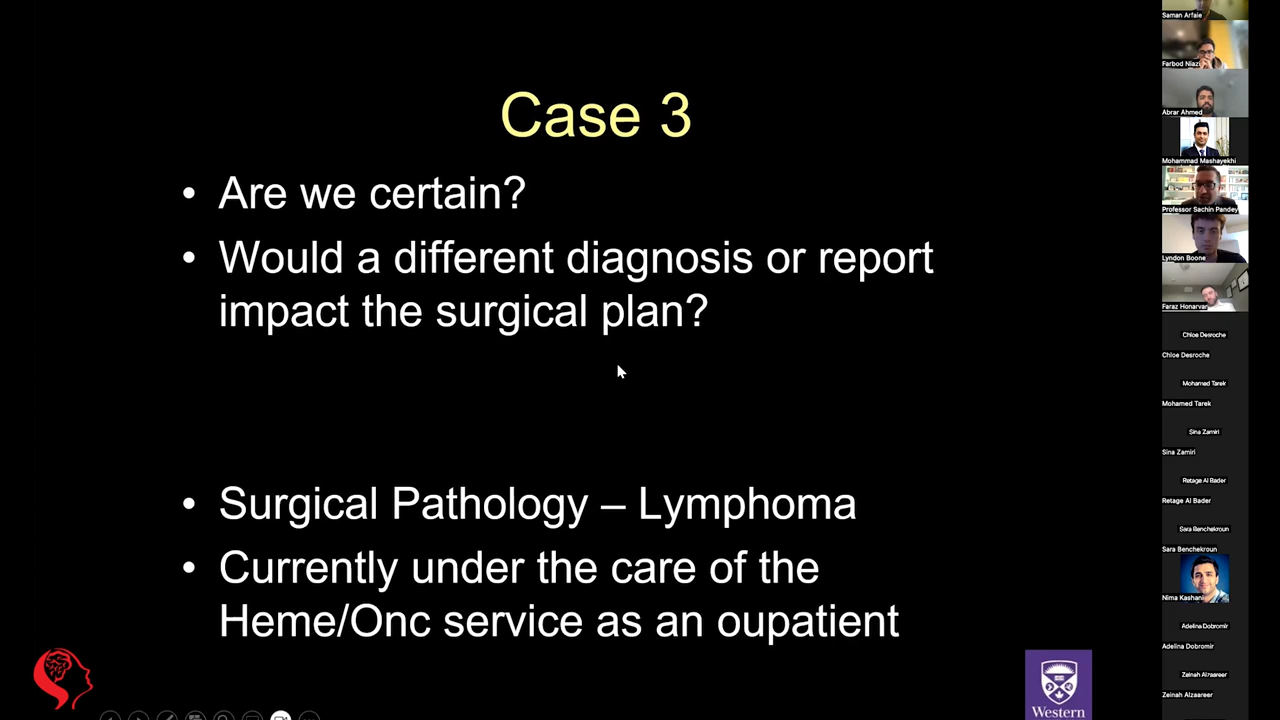 Case 3
• Are we certain?
• Would a different diagnosis or report
impact the surgical plan?
• Surgical Pathology – Lymphoma
• Currently under the care of the
Heme/Onc service as an oupatient
Western
Saman Arfaie
Farbod Niazi
Abrar Ahmed
Mohammad Mashayekhi
Professor Sachin Pandey
Lyndon Boone
Faraz Honarvar
Chloe Desroche
Chloe Desroche
Mohamed Tarek
Mohamed Tarek
Sina Zamiri
Sina Zamiri
Retage Al Bader
Retage Al Bader
Sara Benchekroun
Sara Benchekroun
Nima Kashani
Adelina Dobromir
Adelina Dobromir
Zeinah Alzaareer
Zeinah Alzaareer